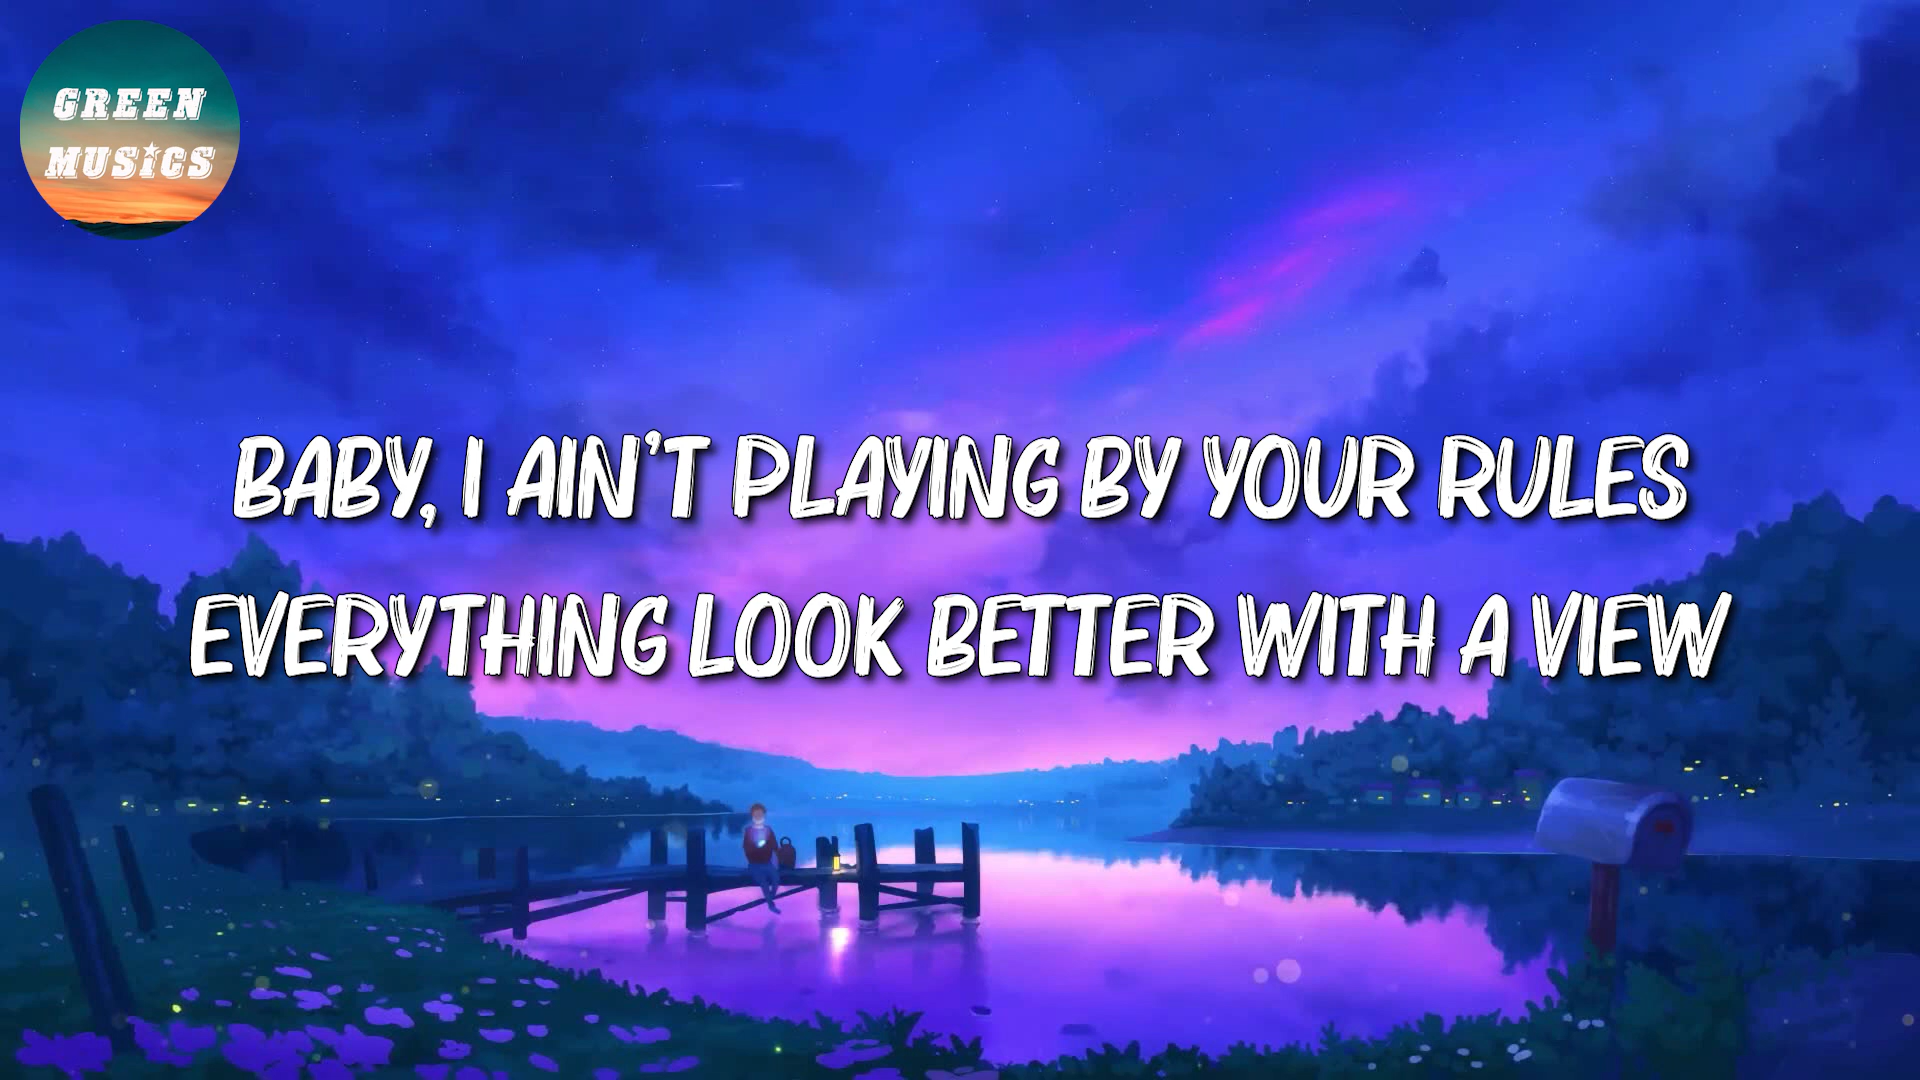 GREEN
MUSICS
BABY, I AIN'T PLAYING BY YOUR RULES
EVERYTHING LOOK BETTER WITH A VIEW